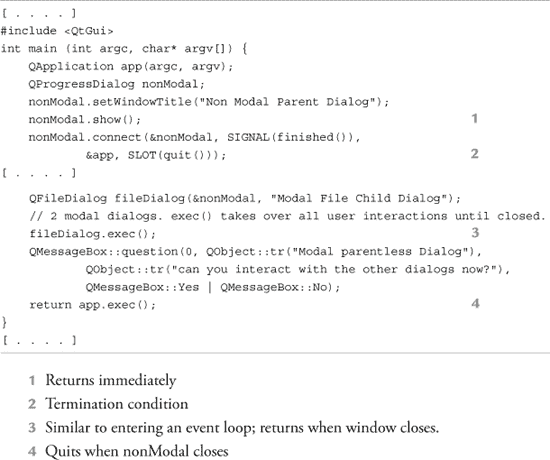 [ . . . . ]
#include <QtGui>
int main (int argc, char* argv[]) {
    QApplication app(argc, argv);
    QProgressDialog nonModal;
    nonModal.setWindowTitle("Non Modal Parent Dialog");
    nonModal.show(); 1
    nonModal.connect(&nonModal, SIGNAL(finished()),
            &app, SLOT(quit())); 2
[ . . . . ]
    QFileDialog fileDialog(&nonModal, "Modal File Child Dialog");
    // 2 modal dialogs. exec() takes over all user interactions until closed.
    fileDialog.exec(); 3
    QMessageBox::question(0, QObject::tr("Modal parentless Dialog"),
            QObject::tr("can you interact with the other dialogs now?"),
            QMessageBox::Yes | QMessageBox::No);
    return app.exec(); 4
}
[ . . . . ]
1 Returns immediately
2 Termination condition
3 Similar to entering an event loop; returns when window closes.
4 Quits when nonModal closes